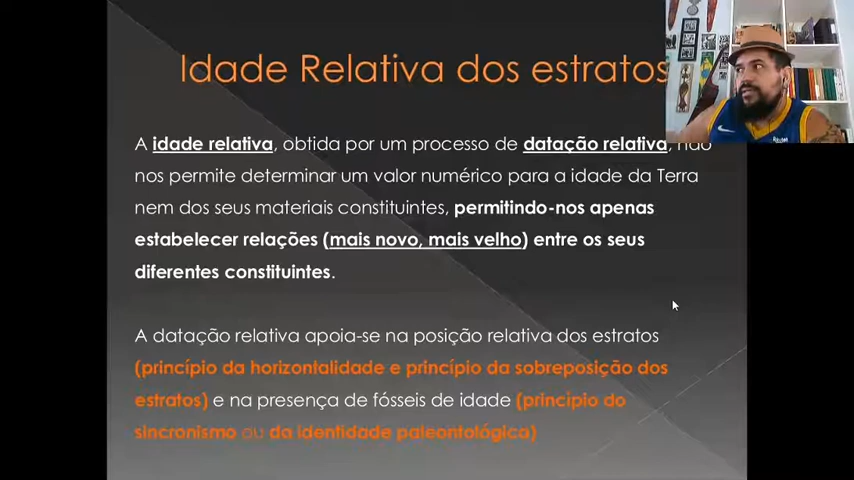 Idade Relativa dos estratos
A idade relativa, obtida por um processo de datação relativa, não
nos permite determinar um valor numérico para a idade da Terra
nem dos seus materiais constituintes, permitindo-nos apenas
estabelecer relações (mais novo, mais velho) entre os seus
diferentes constituintes.
A datação relativa apoia-se na posição relativa dos estratos
(princípio da horizontalidade e princípio da sobreposição dos
estratos) e na presença de fósseis de idade (princípio do
sincronismo ou da identidade paleontológica)